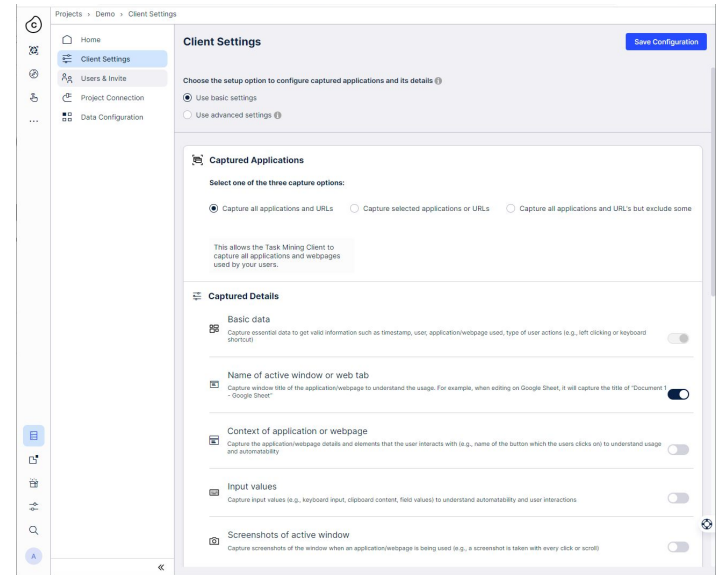 Projects › Demo › Client Settings
Home
Client Settings
Users & Invite
Project Connection
Data Configuration
Client Settings
Save Configuration
Choose the setup option to configure captured applications and its details
Use basic settings
Use advanced settings
Captured Applications
Select one of the three capture options:
Capture all applications and URLs
Capture selected applications or URLs
Capture all applications and URL's but exclude some
This allows the Task Mining Client to
capture all applications and webpages
used by your users.
Captured Details
Basic data
Capture essential data to get valid information such as timestamp, user, application/webpage used, type of user actions (e.g., left clicking or keyboard
shortcut)
Name of active window or web tab
Capture window title of the application/webpage to understand the usage. For example, when editing on Google Sheet, it will capture the title of "Document 1
- Google Sheet"
Context of application or webpage
Capture the application/webpage details and elements that the user interacts with (e.g., name of the button which the users clicks on) to understand usage
and automatability
Input values
Capture input values (e.g., keyboard input, clipboard content, field values) to understand automatability and user interactions
Screenshots of active window
Capture screenshots of the window when an application/webpage is being used (e.g., a screenshot is taken with every click or scroll)
A